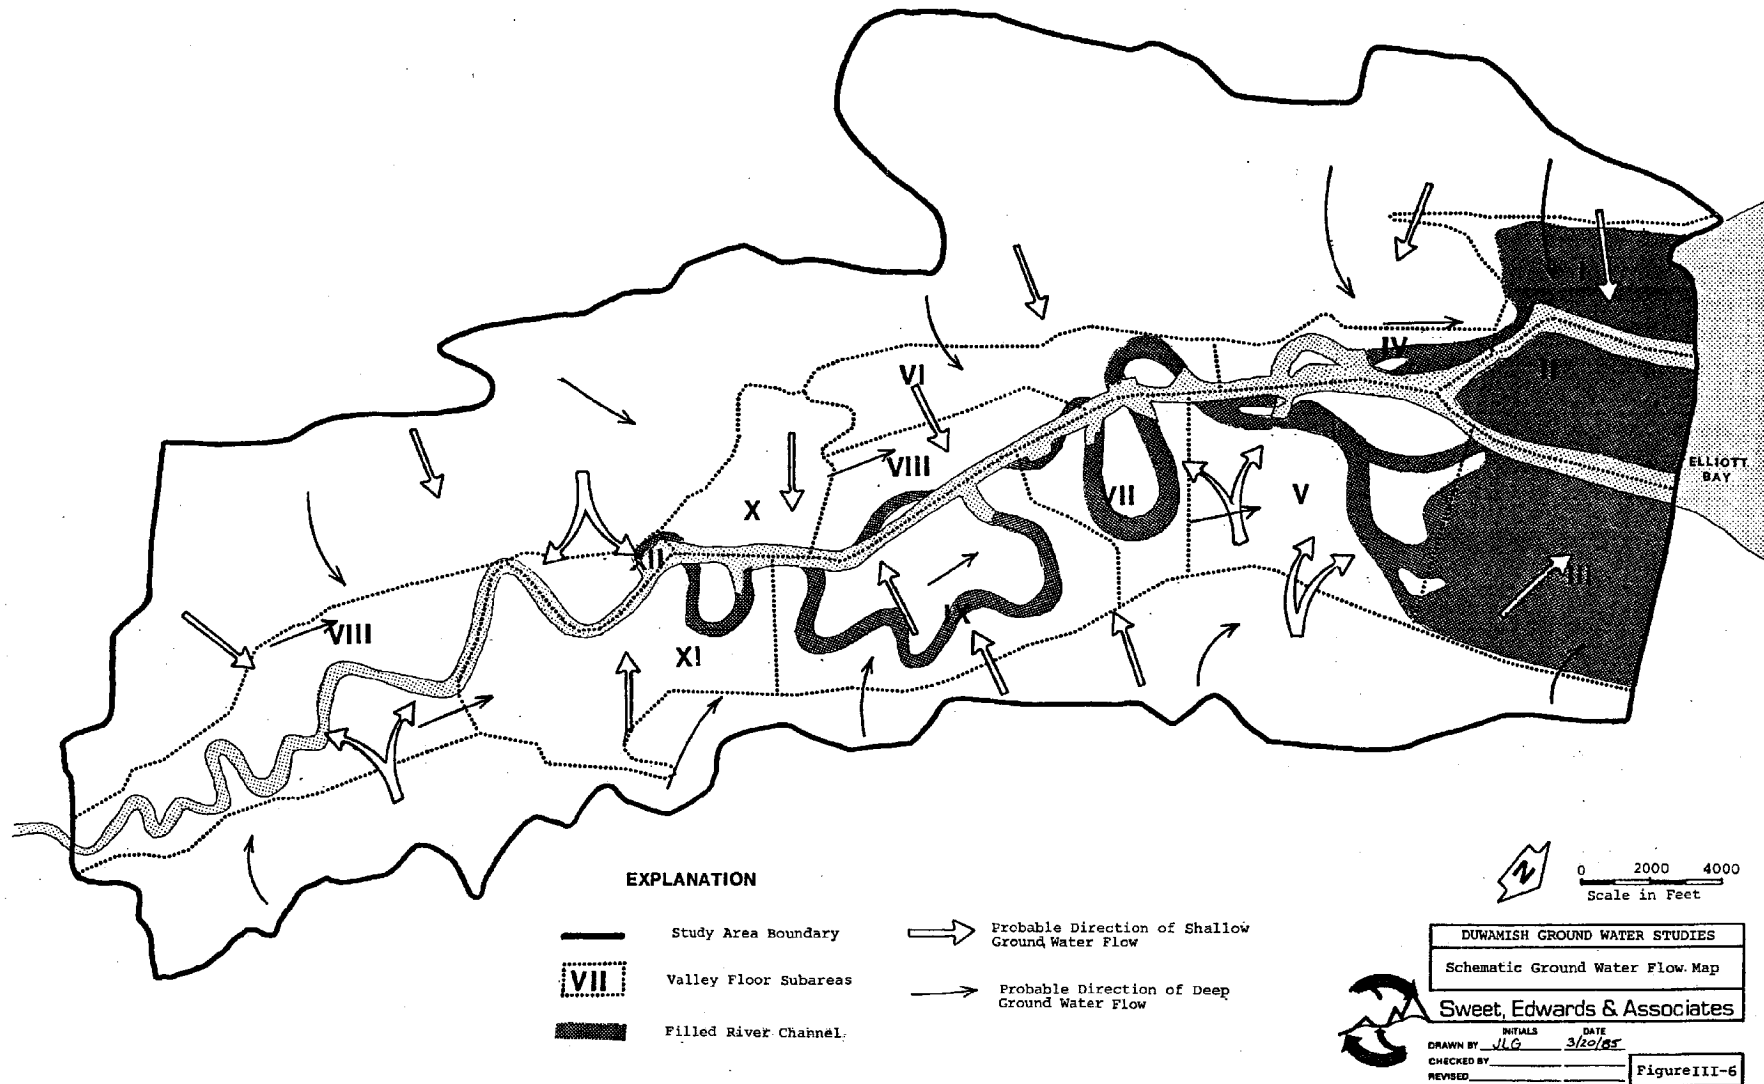 I
IV
II
VI
VIII
VII
V
ELLIOTT
BAY
X
XII
III
IX
VIII
XI
EXPLANATION
Study Area Boundary
VII
Valley Floor Subareas
Filled River Channel
Probable Direction of Shallow
Ground Water Flow
Probable Direction of Deep
Ground Water Flow
N
0 2000 4000
Scale in Feet
DUWAMISH GROUND WATER STUDIES
Schematic Ground Water Flow Map
Sweet, Edwards & Associates
INITIALS DATE
DRAWN BY JLG 3/20/85
CHECKED BY
REVISED
Figure III-6